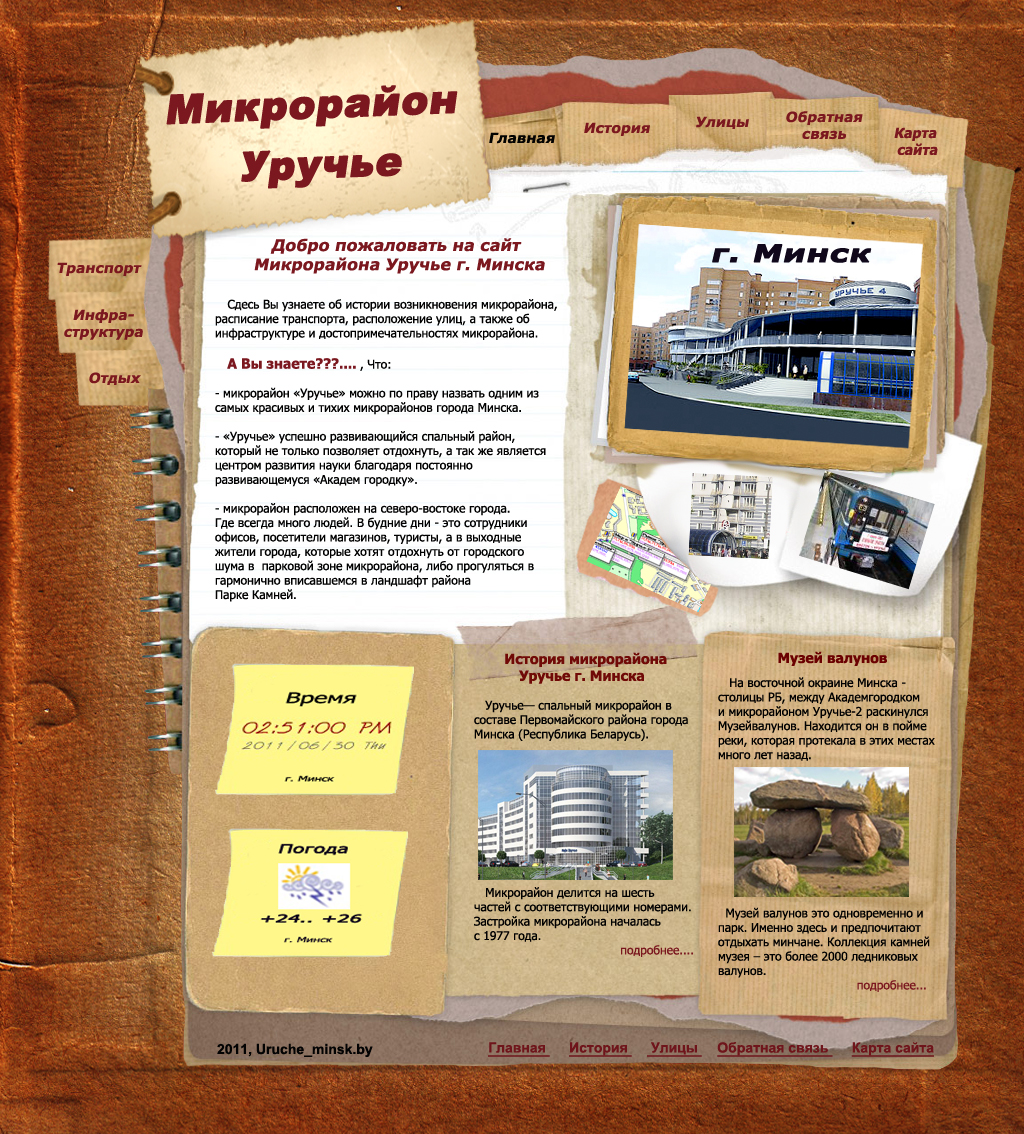 Микрорайон
Уручье
Главная
История
Улицы
Обратная
связь
Карта
сайта
Транспорт
Инфра-
структура
Отдых
Добро пожаловать на сайт
Микрорайона Уручье г. Минска
Сдесь Вы узнаете об истории возникновения микрорайона,
расписание транспорта, расположение улиц, а также об
инфраструктуре и достопримечательностях микрорайона.
А Вы знаете???.... , Что:
- микрорайон «Уручье» можно по праву назвать одним из
самых красивых и тихих микрорайонов города Минска.
- «Уручье» успешно развивающийся спальный район,
который не только позволяет отдохнуть, а так же является
центром развития науки благодаря постоянно
развивающемуся «Академ городку».
- микрорайон расположен на северо-востоке города.
Где всегда много людей. В будние дни - это сотрудники
офисов, посетители магазинов, туристы, а в выходные
жители города, которые хотят отдохнуть от городского
шума в парковой зоне микрорайона, либо прогуляться в
гармонично вписавшемся в ландшафт района
Парке Камней.
г. Минск
УРУЧЬЕ 4
Время
02:51:00 PM
2011/06/30 Thu
г. Минск
Погода
+24.. +26
г. Минск
История микрорайона
Уручье г. Минска
Уручье— спальный микрорайон в
составе Первомайского района города
Минска (Республика Беларусь).
Микрорайон делится на шесть
частей с соответствующими номерами.
Застройка микрорайона началась
с 1977 года.
подробнее....
Музей валунов
На восточной окраине Минска -
столицы РБ, между Академгородком
и микрорайоном Уручье-2 раскинулся
Музейвалунов. Находится он в пойме
реки, которая протекала в этих местах
много лет назад.
Музей валунов это одновременно и
парк. Именно здесь и предпочитают
отдыхать минчане. Коллекция камней
музея – это более 2000 ледниковых
валунов.
подробнее...
2011, Uruche_minsk.by
Главная
История
Улицы
Обратная связь
Карта сайта